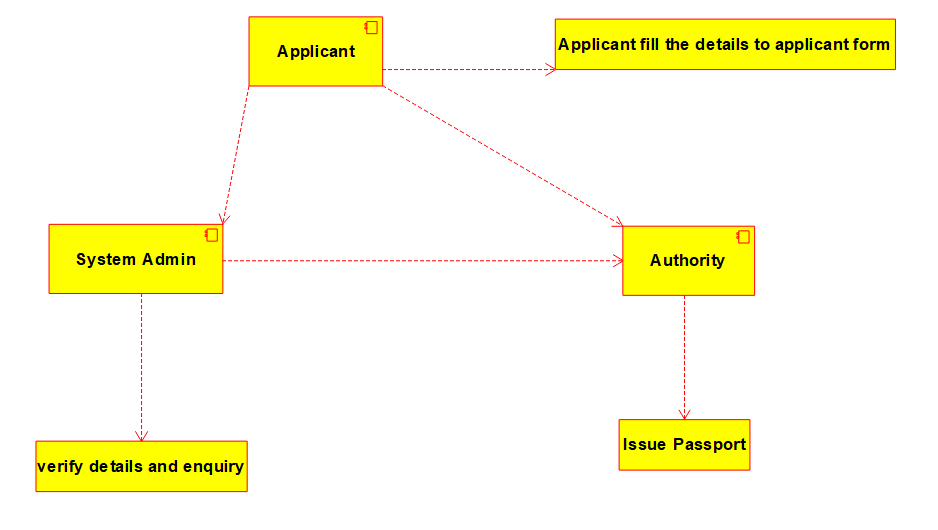 Applicant
Applicant fill the details to applicant form
System Admin
Authority
Issue Passport
verify details and enquiry